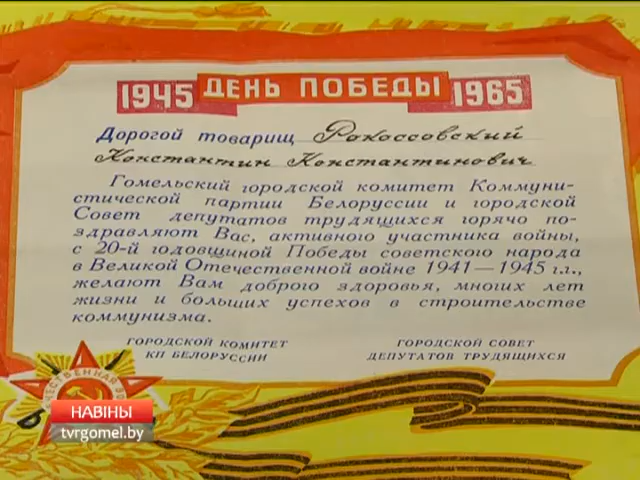 1945 ДЕНЬ ПОБЕДЫ 1965
Дорогой товарищ Рокоссовский
Константин Константинович
Гомельский городской комитет Коммуни-
стической партии Белоруссии и городской
Совет депутатов трудящихся горячо по-
здравляют Вас, активного участника войны,
с 20-й годовщиной Победы советского народа
в Великой Отечественной войне 1941—1945 г.г.,
желают Вам доброго здоровья, многих лет
жизни и больших успехов в строительстве
коммунизма.
ГОРОДСКОЙ КОМИТЕТ
КП БЕЛОРУССИИ
ГОРОДСКОЙ СОВЕТ
ДЕПУТАТОВ ТРУДЯЩИХСЯ
НАВІНЫ
tvrgomel.by